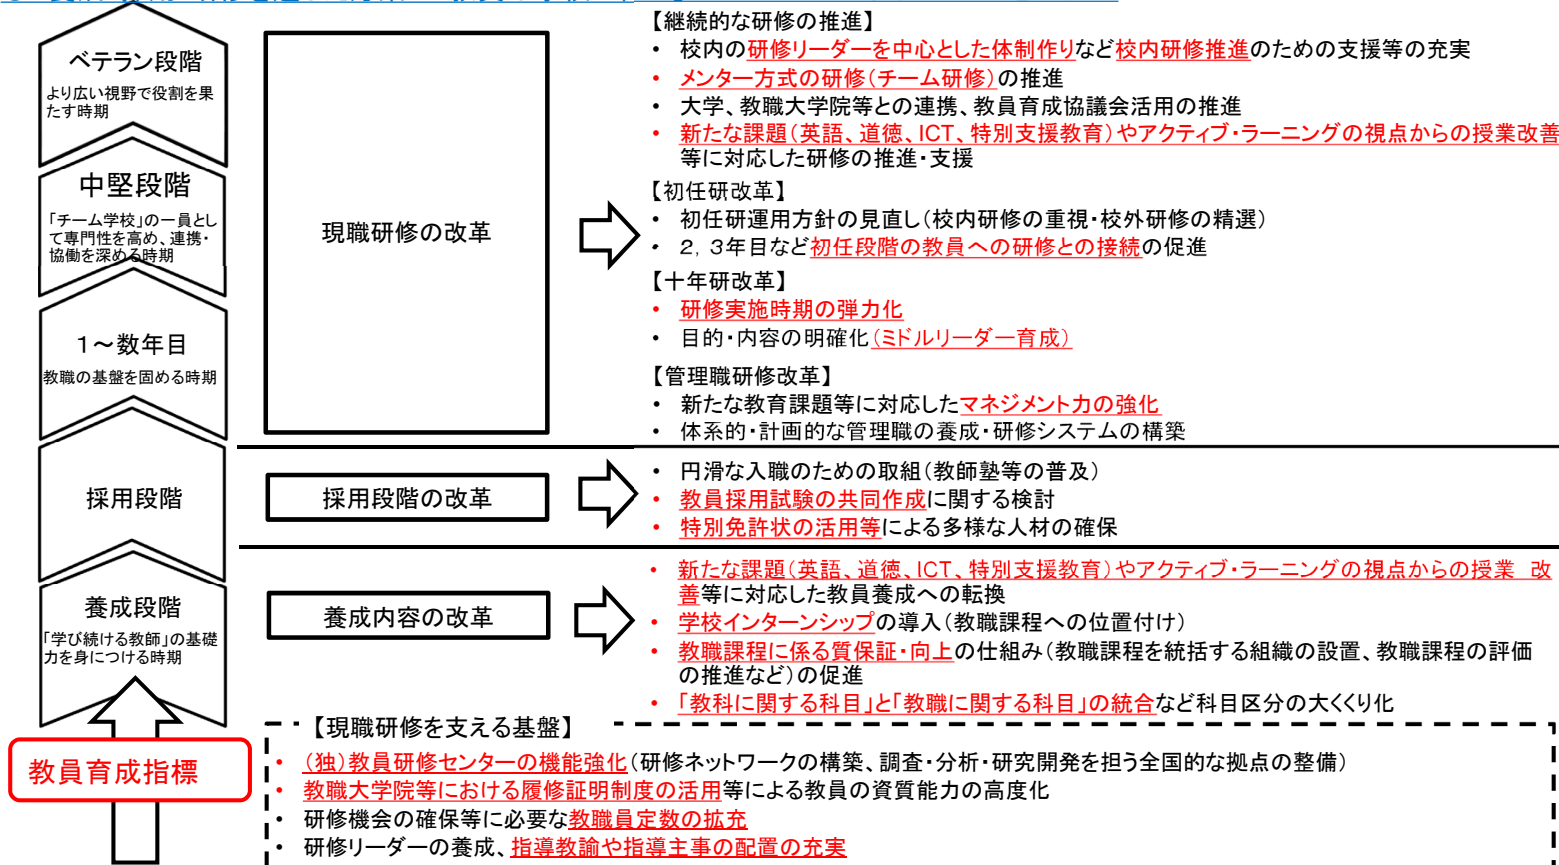 ベテラン段階
より広い視野で役割を果
たす時期
中堅段階
「チーム学校」の一員とし
て専門性を高め、連携・
協働を深める時期
1~数年目
教職の基盤を固める時期
採用段階
養成段階
「学び続ける教師」の基礎
力を身につける時期
教員育成指標
現職研修の改革
【継続的な研修の推進】
・ 校内の研修リーダーを中心とした体制作りなど校内研修推進のための支援等の充実
・ メンター方式の研修(チーム研修)の推進
・ 大学、教職大学院等との連携、教員育成協議会活用の推進
・ 新たな課題(英語、道徳、ICT、特別支援教育)やアクティブ・ラーニングの視点からの授業改善
等に対応した研修の推進・支援
【初任研改革】
・ 初任研運用方針の見直し(校内研修の重視・校外研修の精選)
・ 2,3年目など初任段階の教員への研修との接続の促進
【十年研改革】
・ 研修実施時期の弾力化
・ 目的・内容の明確化(ミドルリーダー育成)
【管理職研修改革】
・ 新たな教育課題等に対応したマネジメント力の強化
・ 体系的・計画的な管理職の養成・研修システムの構築
採用段階の改革
・ 円滑な入職のための取組(教師塾等の普及)
・ 教員採用試験の共同作成に関する検討
・ 特別免許状の活用等による多様な人材の確保
養成内容の改革
・ 新たな課題(英語、道徳、ICT、特別支援教育)やアクティブ・ラーニングの視点からの授業 改
善等に対応した教員養成への転換
・ 学校インターンシップの導入(教職課程への位置付け)
・ 教職課程に係る質保証・向上の仕組み(教職課程を統括する組織の設置、教職課程の評価
の推進など)の促進
・ 「教科に関する科目」と「教職に関する科目」の統合など科目区分の大くくり化
【現職研修を支える基盤】
・ (独)教員研修センターの機能強化(研修ネットワークの構築、調査・分析・研究開発を担う全国的な拠点の整備)
・ 教職大学院等における履修証明制度の活用等による教員の資質能力の高度化
・ 研修機会の確保等に必要な教職員定数の拡充
・ 研修リーダーの養成、指導教諭や指導主事の配置の充実